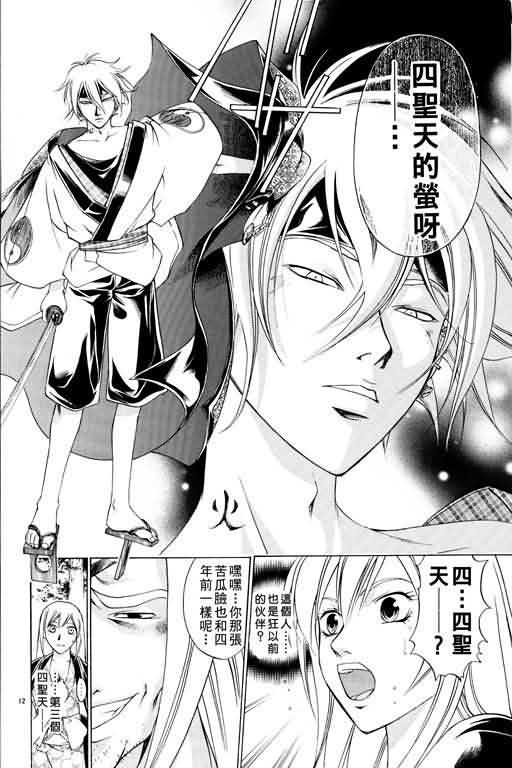 四聖天的螢呀
——…
四…四聖
天——？
這個人…
也是狂以前
的伙伴？
嘿嘿…你那張
苦瓜臉也和四
年前一樣呢…
……第三個
四聖天——
火
12